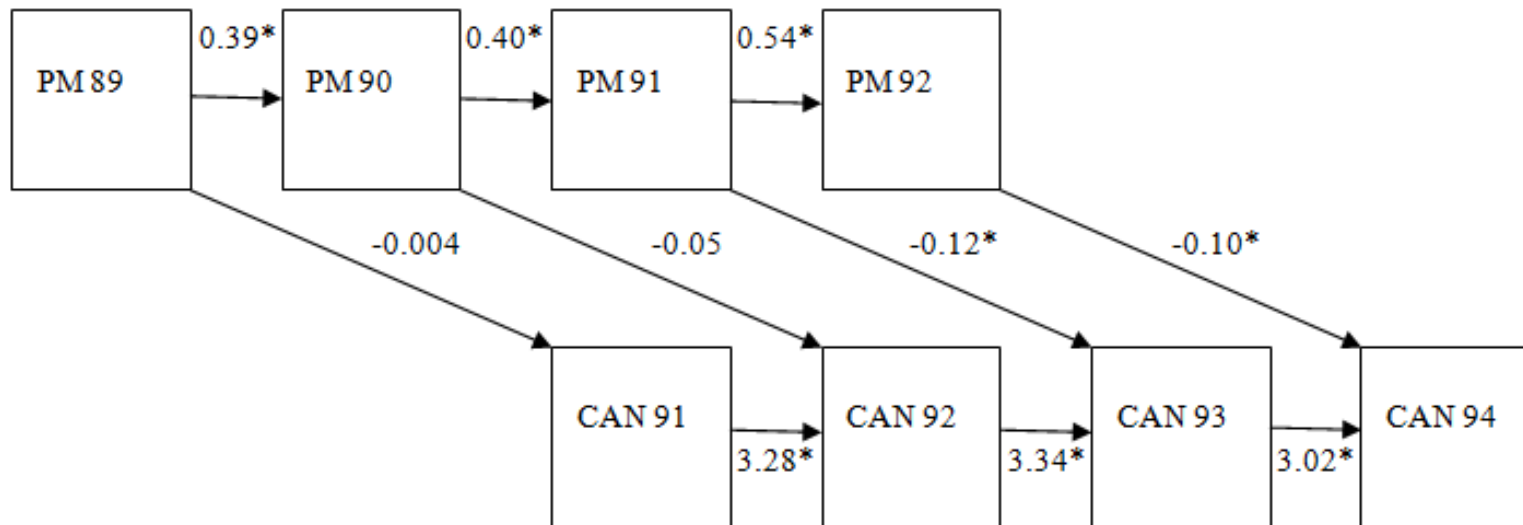 0.39*
0.40*
0.54*
PM 89
PM 90
PM 91
PM 92
-0.004
-0.05
-0.12*
-0.10*
CAN 91
CAN 92
CAN 93
CAN 94
3.28*
3.34*
3.02*